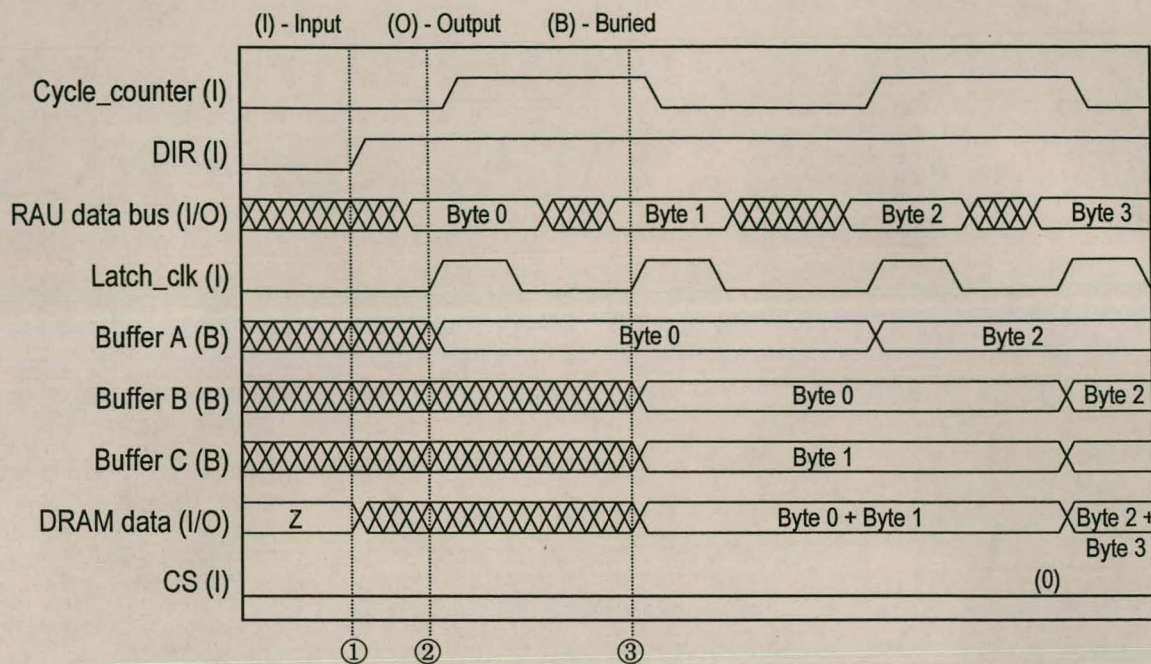 (I) - Input (O) - Output (B) - Buried
Cycle_counter (I)
DIR (I)
RAU data bus (I/O) Byte 0 Byte 1 Byte 2 Byte 3
Latch_clk (I)
Buffer A (B) Byte 0 Byte 2
Buffer B (B) Byte 0 Byte 2
Buffer C (B) Byte 1
DRAM data (I/O) Z Byte 0 + Byte 1 Byte 2 +
Byte 3
CS (I) (0)
① ② ③